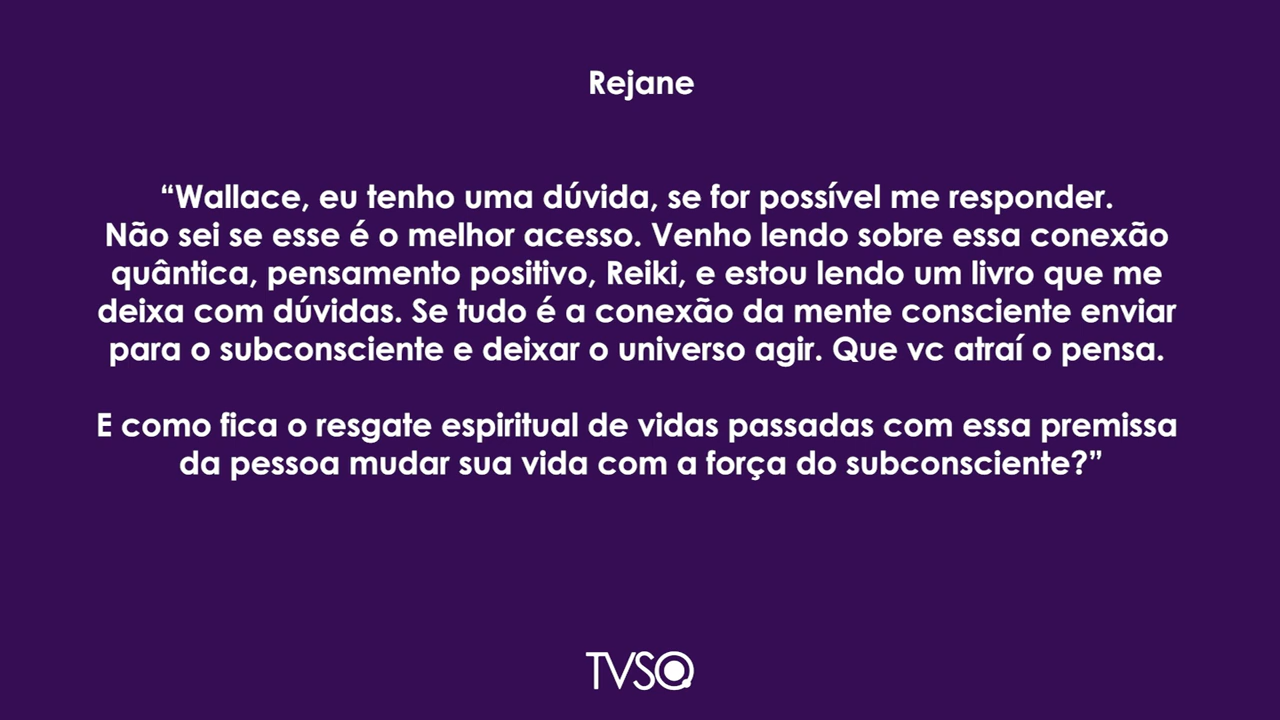 Rejane
“Wallace, eu tenho uma dúvida, se for possível me responder.
Não sei se esse é o melhor acesso. Venho lendo sobre essa conexão
quântica, pensamento positivo, Reiki, e estou lendo um livro que me
deixa com dúvidas. Se tudo é a conexão da mente consciente enviar
para o subconsciente e deixar o universo agir. Que vc atraí o pensa.
E como fica o resgate espiritual de vidas passadas com essa premissa
da pessoa mudar sua vida com a força do subconsciente?”
TVSQ